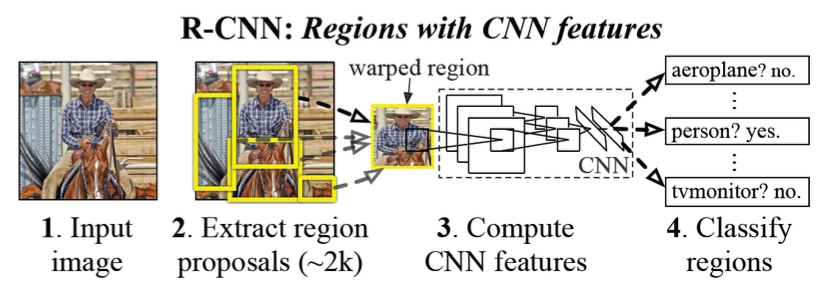 R-CNN: Regions with CNN features
warped region
aeroplane? no.
person? yes.
tvmonitor? no.
CNN
1. Input
image
2. Extract region
proposals (~2k)
3. Compute
CNN features
4. Classify
regions